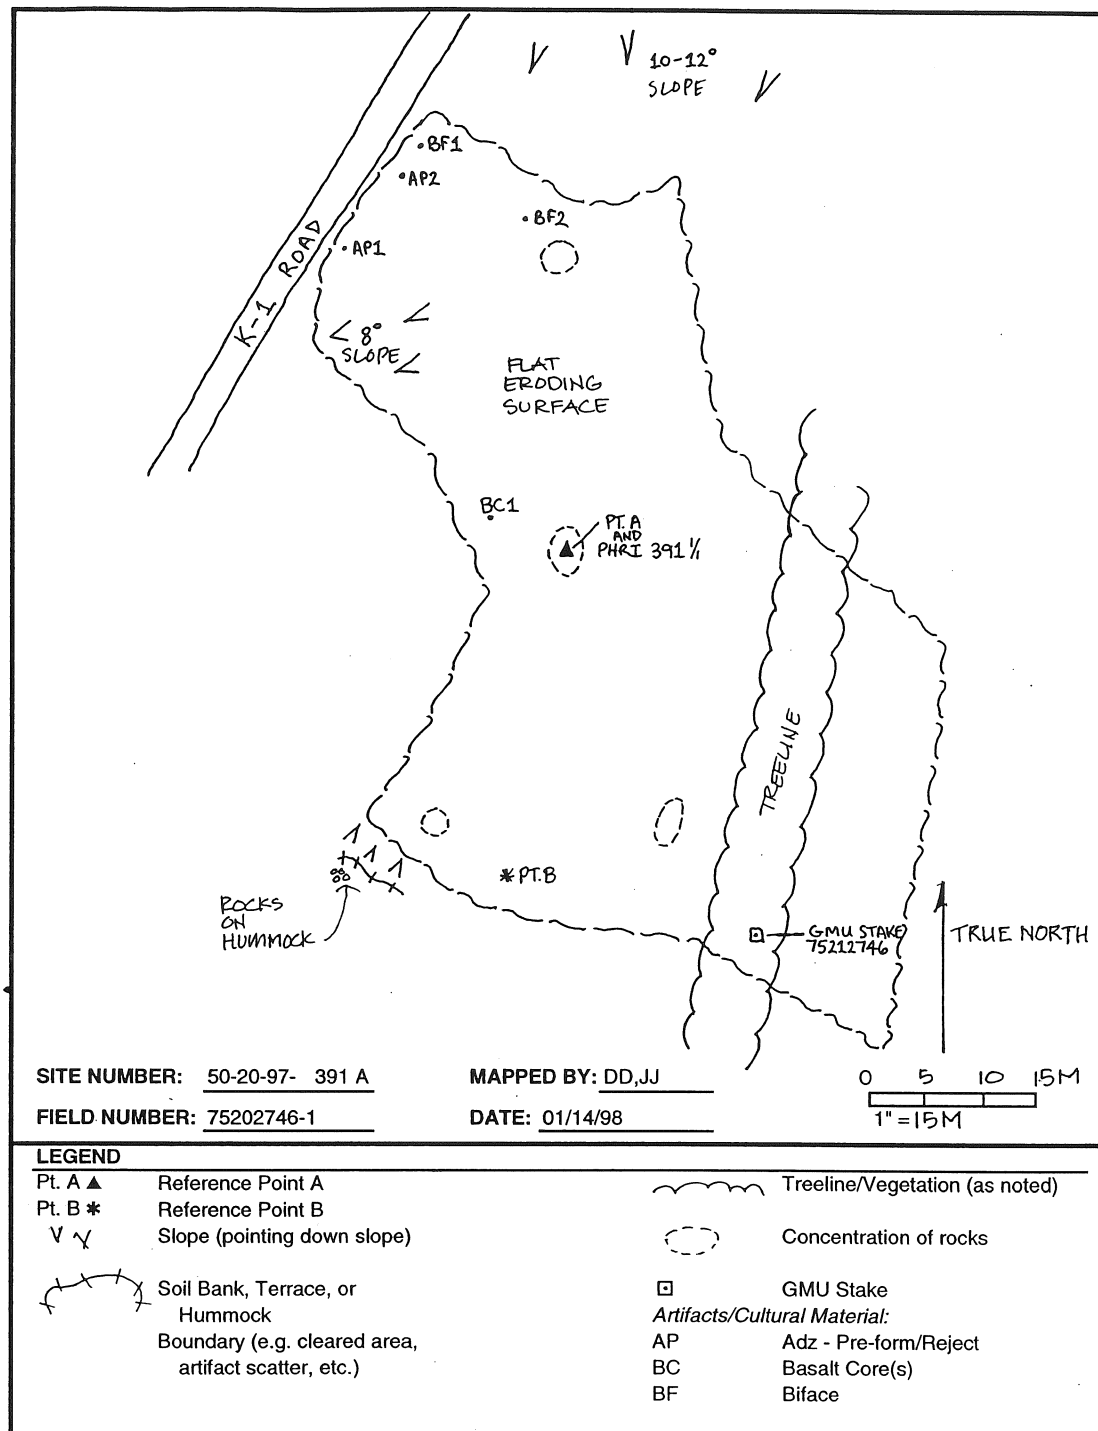 10-12°
SLOPE
BF1
AP2
BF2
AP1
K-1 ROAD
8°
SLOPE
FLAT
ERODING
SURFACE
BC1
PT. A
AND
PHRI 391 1/1
TREELINE
PT.B
ROCKS
ON
HUMMOCK
GMU STAKE
75212746
TRUE NORTH
SITE NUMBER: 50-20-97- 391 A
MAPPED BY: DD,JJ
0 5 10 15M
FIELD NUMBER: 75202746-1
DATE: 01/14/98
1" = 15M
LEGEND
Pt. A Reference Point A
Pt. B Reference Point B
Slope (pointing down slope)
Soil Bank, Terrace, or
Hummock
Boundary (e.g. cleared area,
artifact scatter, etc.)
Treeline/Vegetation (as noted)
Concentration of rocks
GMU Stake
Artifacts/Cultural Material:
AP Adz - Pre-form/Reject
BC Basalt Core(s)
BF Biface